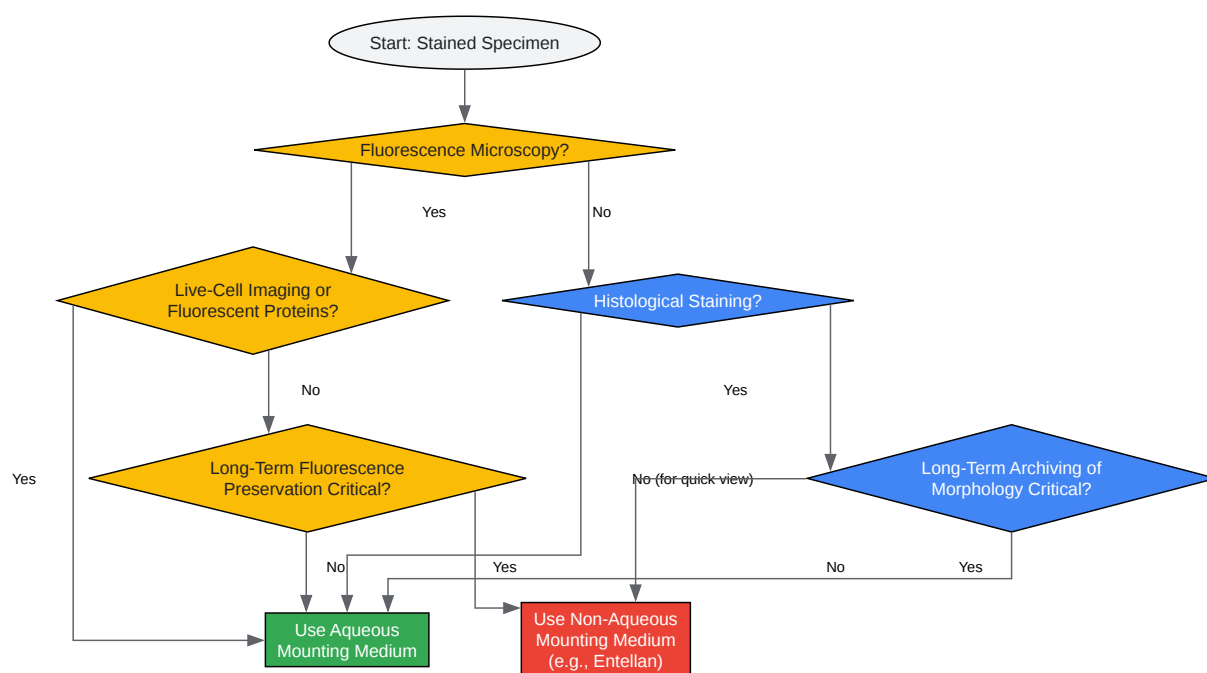 Start: Stained Specimen
Fluorescence Microscopy?
Yes
No
Live-Cell Imaging or
Fluorescent Proteins?
Histological Staining?
No
Yes
Yes
Long-Term Fluorescence
Preservation Critical?
No (for quick view)
Long-Term Archiving of
Morphology Critical?
No
Yes
No
Yes
Use Aqueous
Mounting Medium
Use Non-Aqueous
Mounting Medium
(e.g., Entellan)